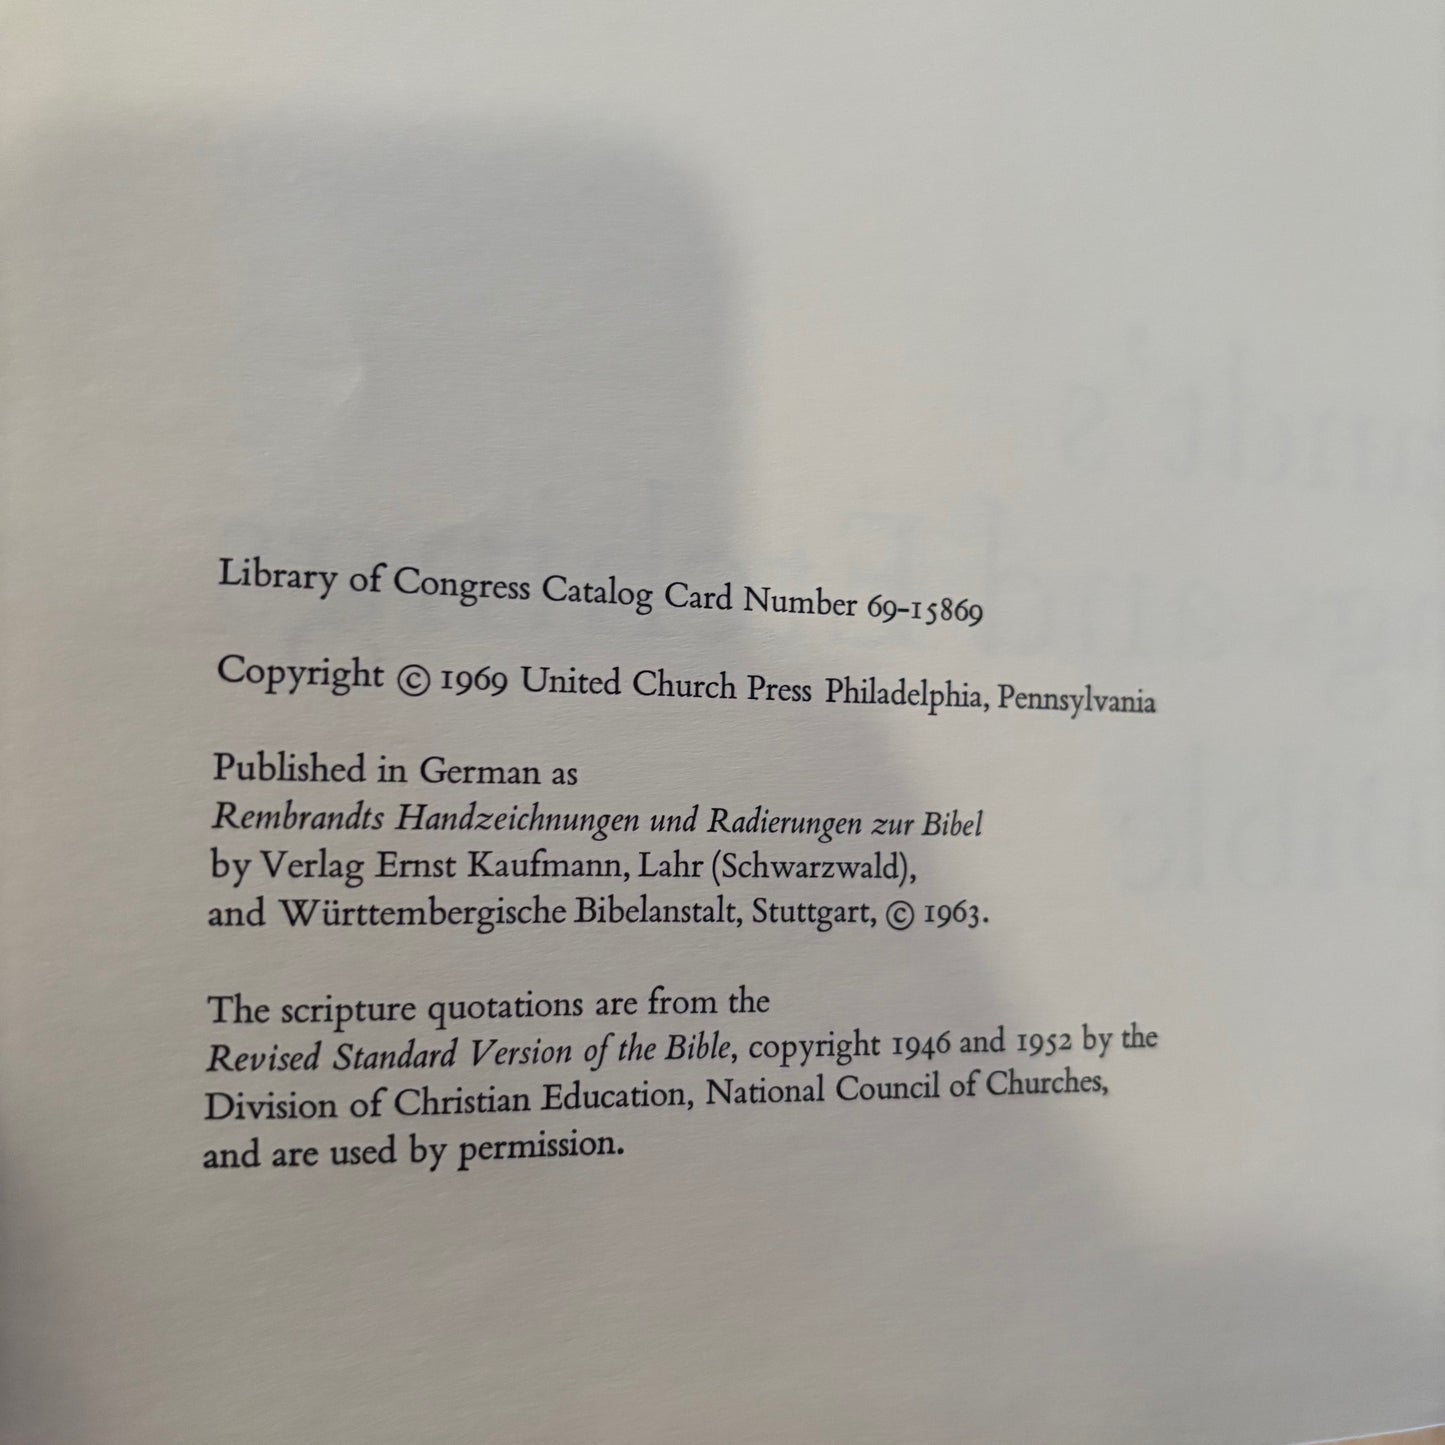 Library of Congress Catalog Card Number 69-15869
Copyright © 1969 United Church Press Philadelphia, Pennsylvania
Published in German as
Rembrandts Handzeichnungen und Radierungen zur Bibel
by Verlag Ernst Kaufmann, Lahr (Schwarzwald),
and Württembergische Bibelanstalt, Stuttgart, © 1963.
The scripture quotations are from the
Revised Standard Version of the Bible, copyright 1946 and 1952 by the
Division of Christian Education, National Council of Churches,
and are used by permission.